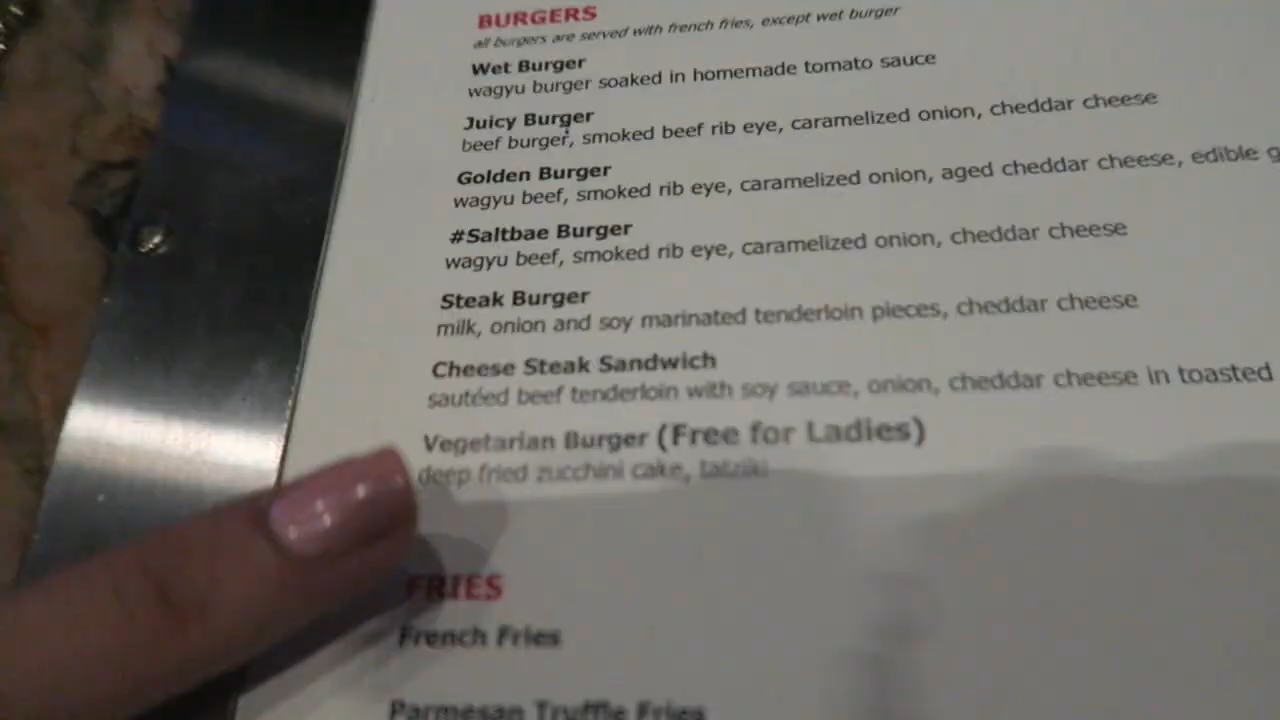 BURGERS
all burgers are served with french fries, except wet burger
Wet Burger
wagyu burger soaked in homemade tomato sauce
Juicy Burger
beef burger, smoked beef rib eye, caramelized onion, cheddar cheese
Golden Burger
wagyu beef, smoked rib eye, caramelized onion, aged cheddar cheese, edible
#Saltbae Burger
wagyu beef, smoked rib eye, caramelized onion, cheddar cheese
Steak Burger
milk, onion and soy marinated tenderloin pieces, cheddar cheese
Cheese Steak Sandwich
sautéed beef tenderloin with soy sauce, onion, cheddar cheese in toasted
Vegetarian Burger (Free for Ladies)
deep fried zucchini cake, tatziki
FRIES
French Fries
Parmesan Truffle Fries